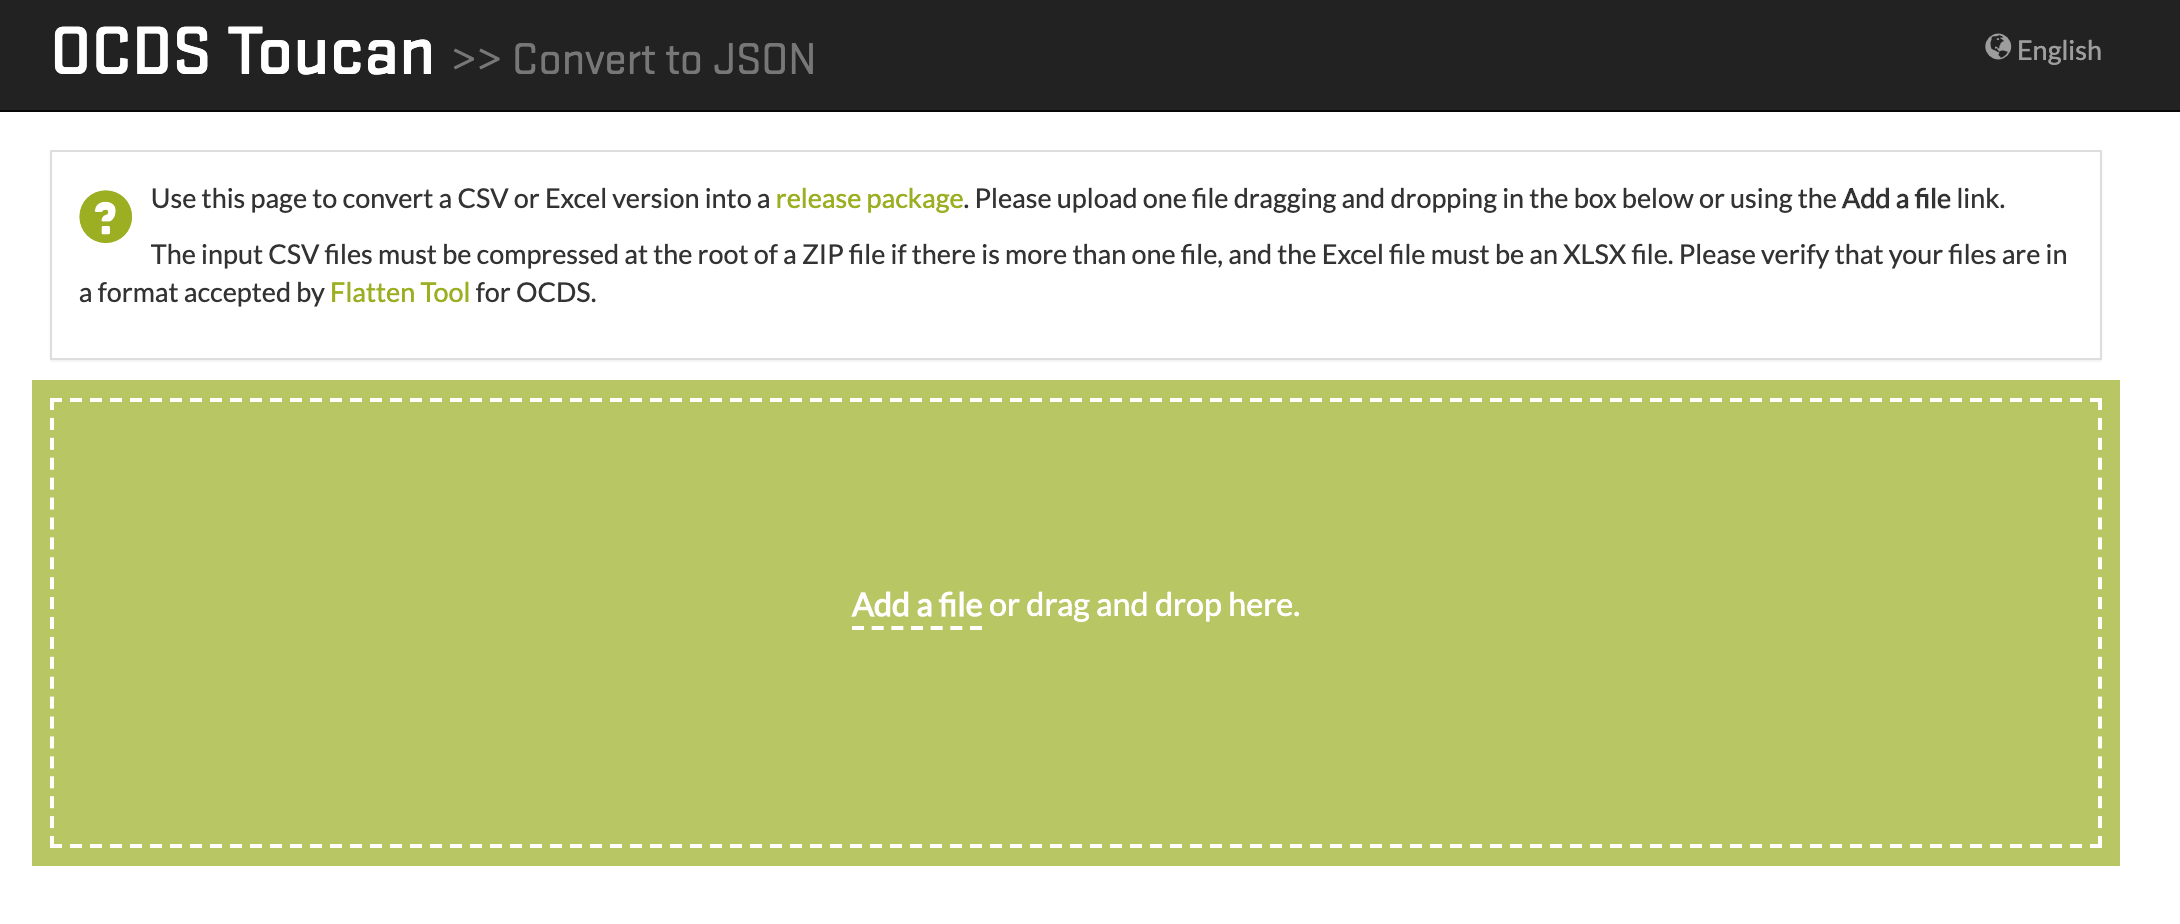 OCDS Toucan >> Convert to JSON
English
Use this page to convert a CSV or Excel version into a release package. Please upload one file dragging and dropping in the box below or using the Add a file link.
The input CSV files must be compressed at the root of a ZIP file if there is more than one file, and the Excel file must be an XLSX file. Please verify that your files are in
a format accepted by Flatten Tool for OCDS.
Add a file or drag and drop here.